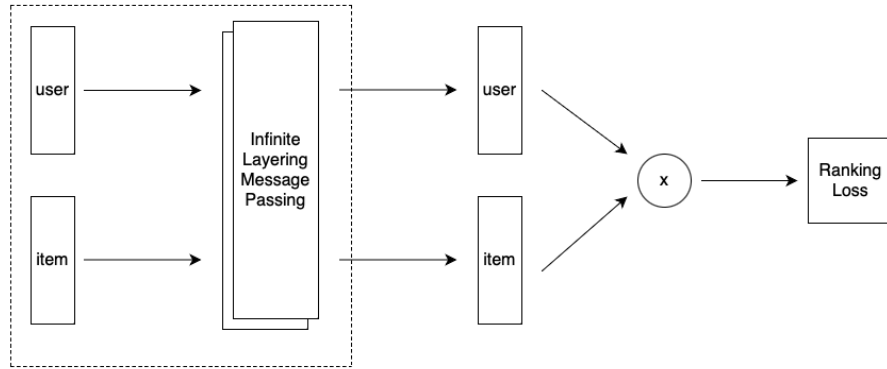 user
Infinite
Layering
Message
Passing
user
item
item
x
Ranking
Loss